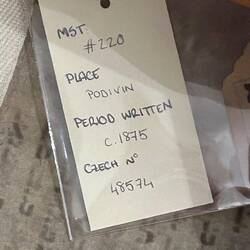 MST
#220
PLACE
PODIVIN
PERIOD WRITTEN
c. 1875
CZECH Nº
48574